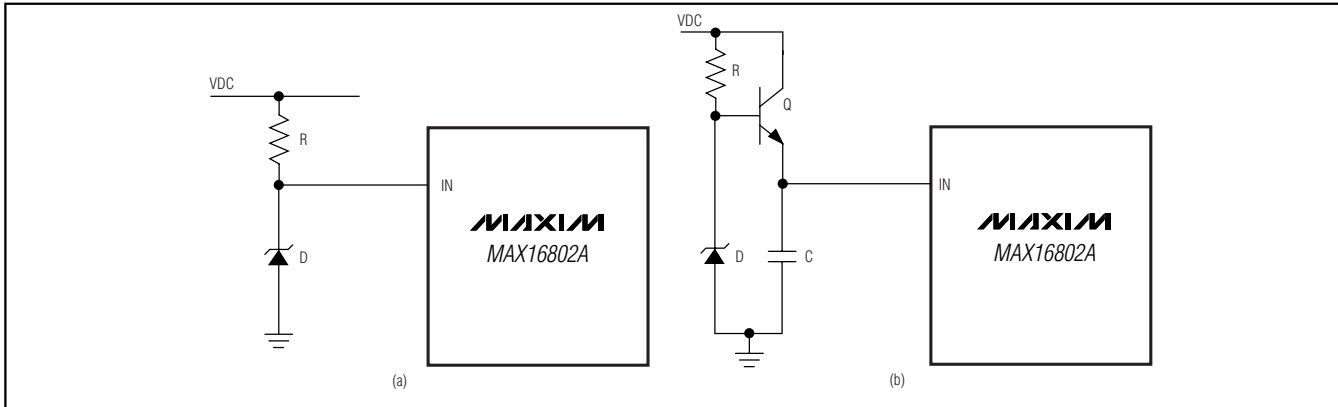 VDC
R
IN
D
MAXIM
MAX16802A
(a)
VDC
R
Q
IN
D
C
MAXIM
MAX16802A
(b)